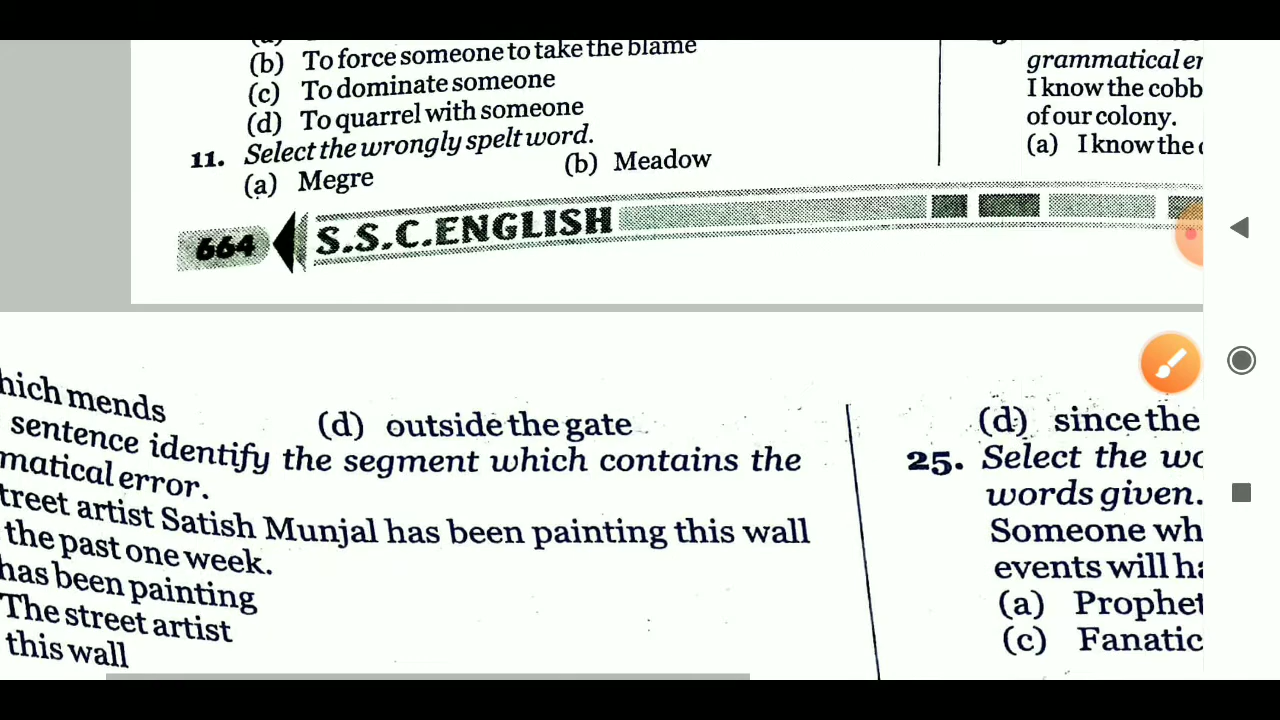 (b) To force someone to take the blame
(c) To dominate someone
(d) To quarrel with someone
11. Select the wrongly spelt word.
(a) Megre (b) Meadow
grammatical er
I know the cobb
of our colony.
(a) I know the
664 S.S.C.ENGLISH
hich mends
(d) outside the gate
sentence identify the segment which contains the
matical error.
treet artist Satish Munjal has been painting this wall
the past one week.
has been painting
The street artist
this wall
(d) since the
25. Select the wo
words given.
Someone wh
events will ha
(a) Prophet
(c) Fanatic